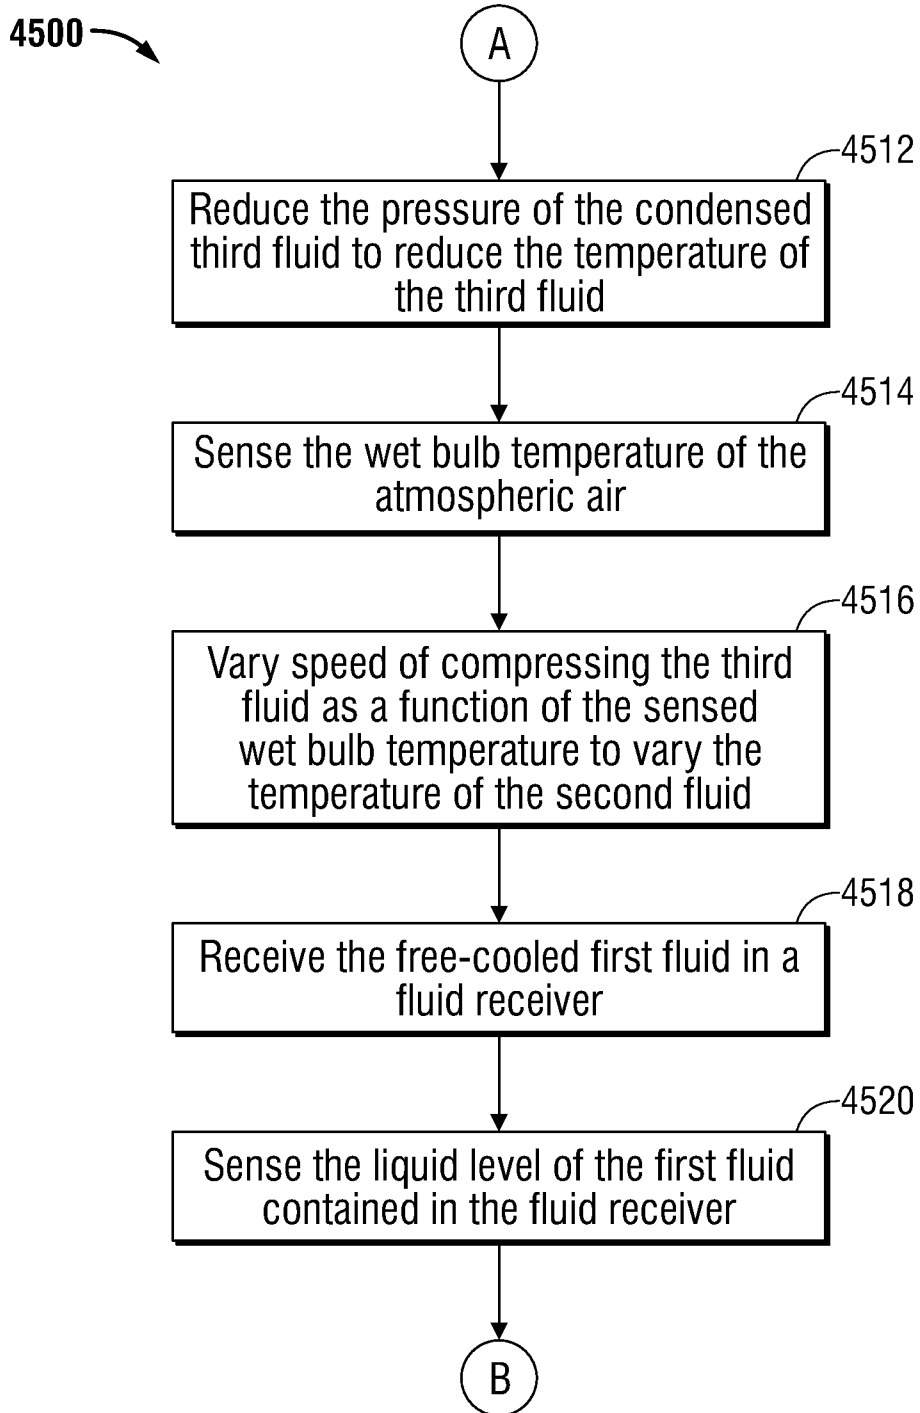 4500
A
4512
Reduce the pressure of the condensed
third fluid to reduce the temperature of
the third fluid
4514
Sense the wet bulb temperature of the
atmospheric air
4516
Vary speed of compressing the third
fluid as a function of the sensed
wet bulb temperature to vary the
temperature of the second fluid
4518
Receive the free-cooled first fluid in a
fluid receiver
4520
Sense the liquid level of the first fluid
contained in the fluid receiver
B